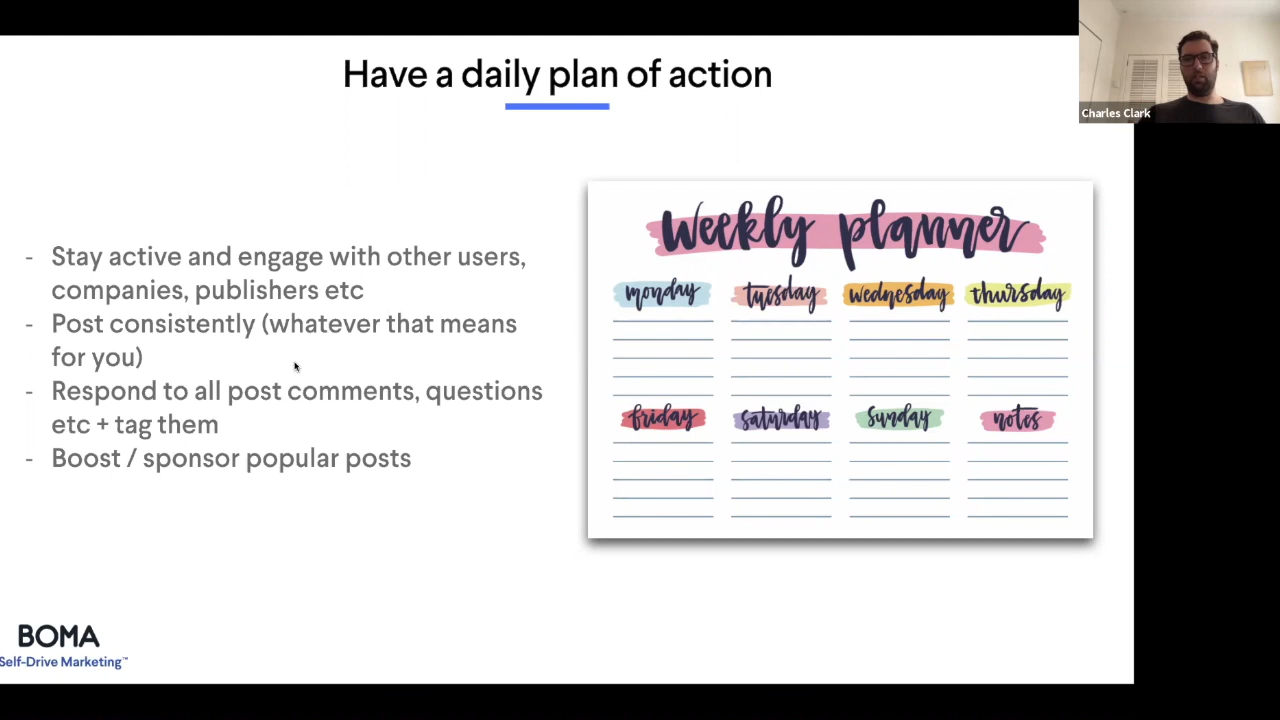 Have a daily plan of action
Charles Clark
- Stay active and engage with other users,
companies, publishers etc
- Post consistently (whatever that means
for you)
- Respond to all post comments, questions
etc + tag them
- Boost / sponsor popular posts
weekly planner
monday tuesday wednesday thursday
friday saturday sunday notes
BOMA
Self-Drive Marketing™